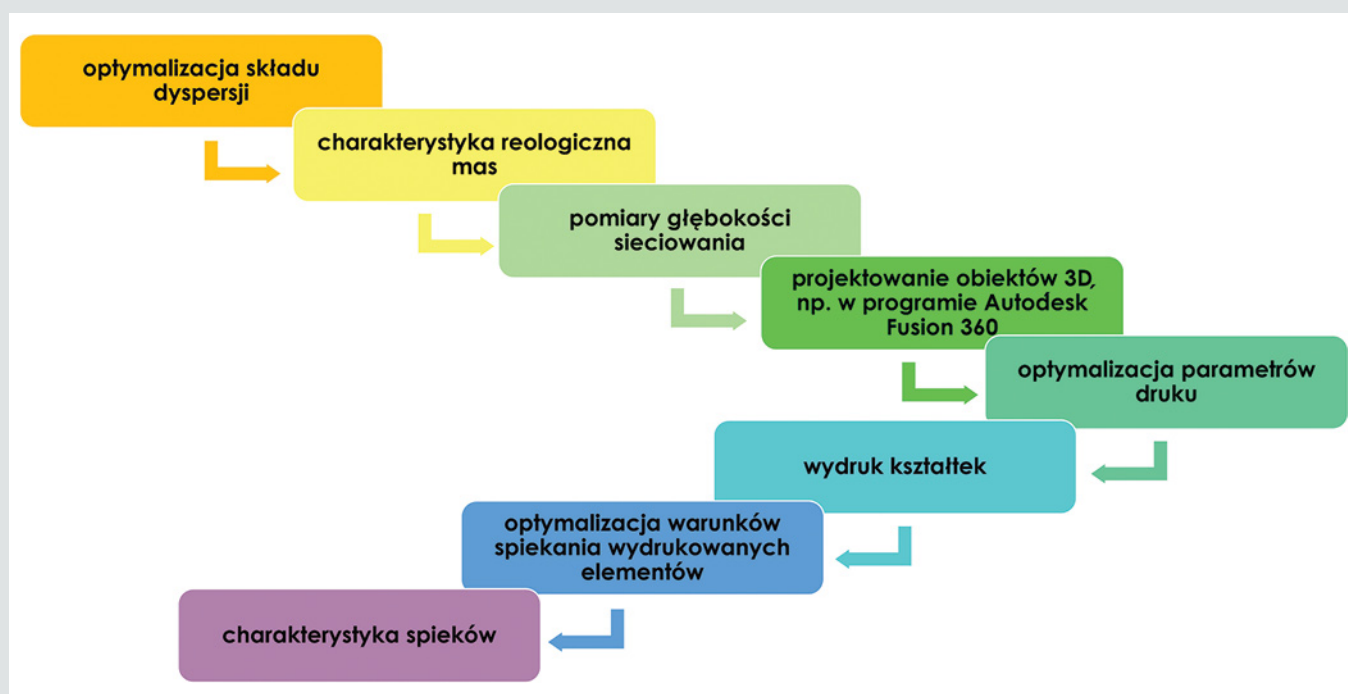 optymalizacja składu
dyspersji
charakterystyka reologiczna
mas
pomiary głębokości
sieciowania
projektowanie obiektów 3D,
np. w programie Autodesk
Fusion 360
optymalizacja parametrów
druku
wydruk kształtek
optymalizacja warunków
spiekania wydrukowanych
elementów
charakterystyka spieków